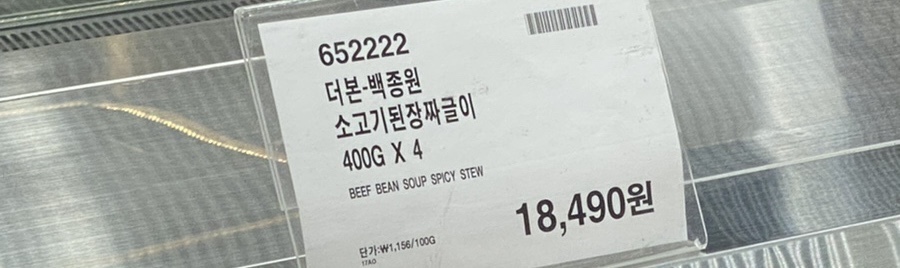 652222
더본-백종원
소고기된장짜글이
400G X 4
BEEF BEAN SOUP SPICY STEW
18,490원
단가:₩1,156/100G
17AG